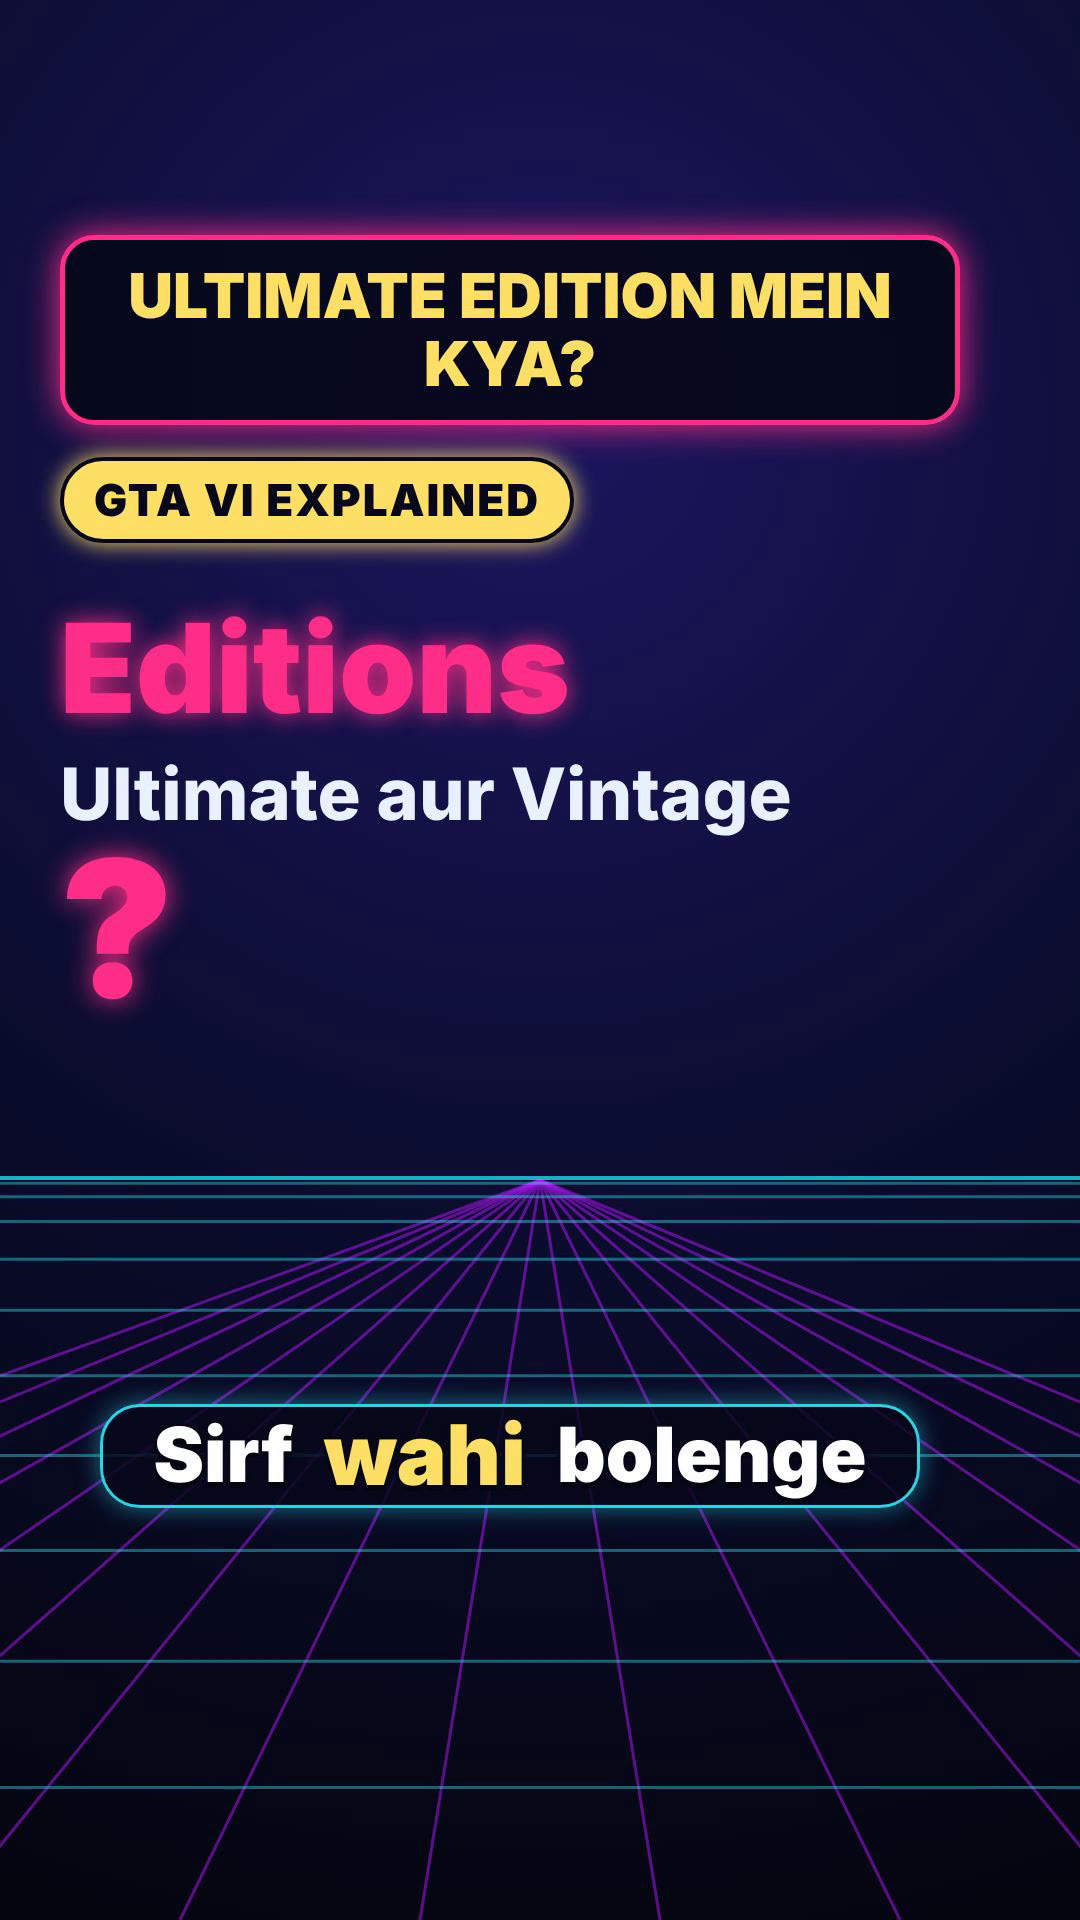 ULTIMATE EDITION MEIN
KYA?
GTA VI EXPLAINED
Editions
Ultimate aur Vintage
?
Sirf wahi bolenge